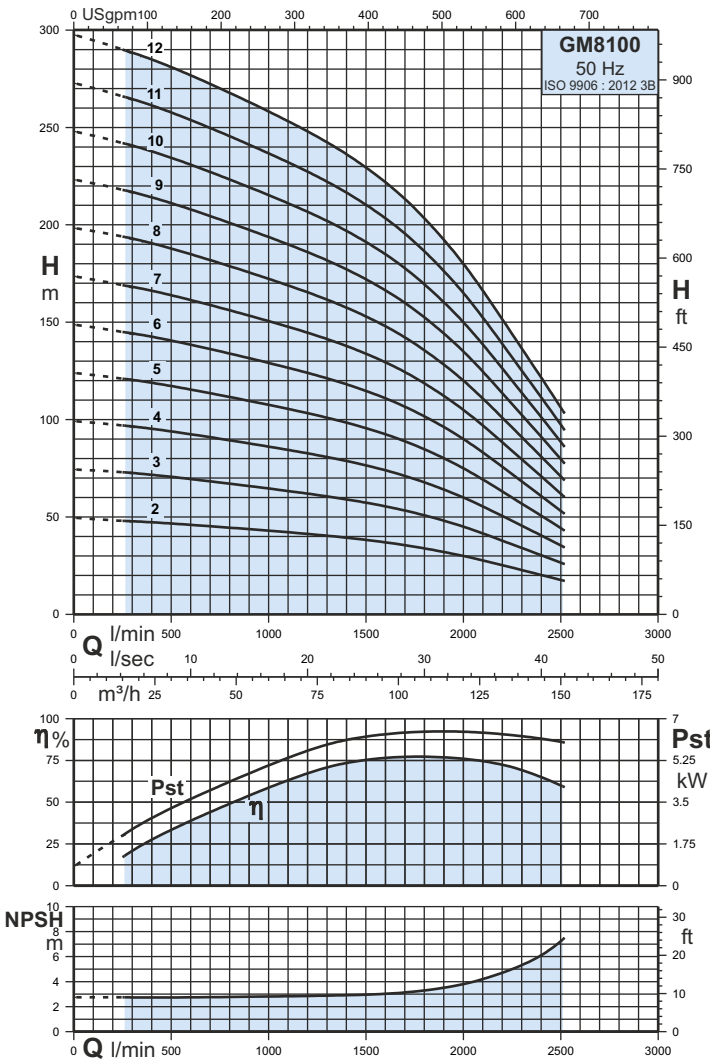 0 USgpm 100 200 300 400 500 600 700
GM8100
50 Hz
ISO 9906 : 2012 3B
300
250
200
H
m
150
100
50
0
12
11
10
9
8
7
6
5
4
3
2
900
750
600
H
ft
450
300
150
0
0 Q l/min 500 1000 1500 2000 2500 3000
0 l/sec 10 20 30 40 50
0 m³/h 25 50 75 100 125 150 175
100
η%
75
50
25
0
Pst
η
7
Pst
5.25
kW
3.5
1.75
0
10
NPSH
8
m
6
4
2
0
30
ft
20
10
0
0 Q l/min 500 1000 1500 2000 2500 3000